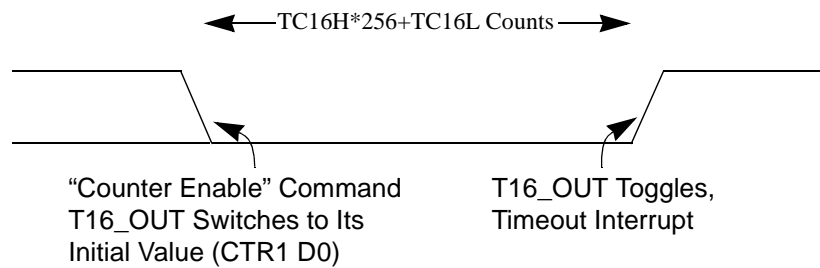 TC16H*256+TC16L Counts
“Counter Enable” Command
T16_OUT Switches to Its
Initial Value (CTR1 D0)
T16_OUT Toggles,
Timeout Interrupt